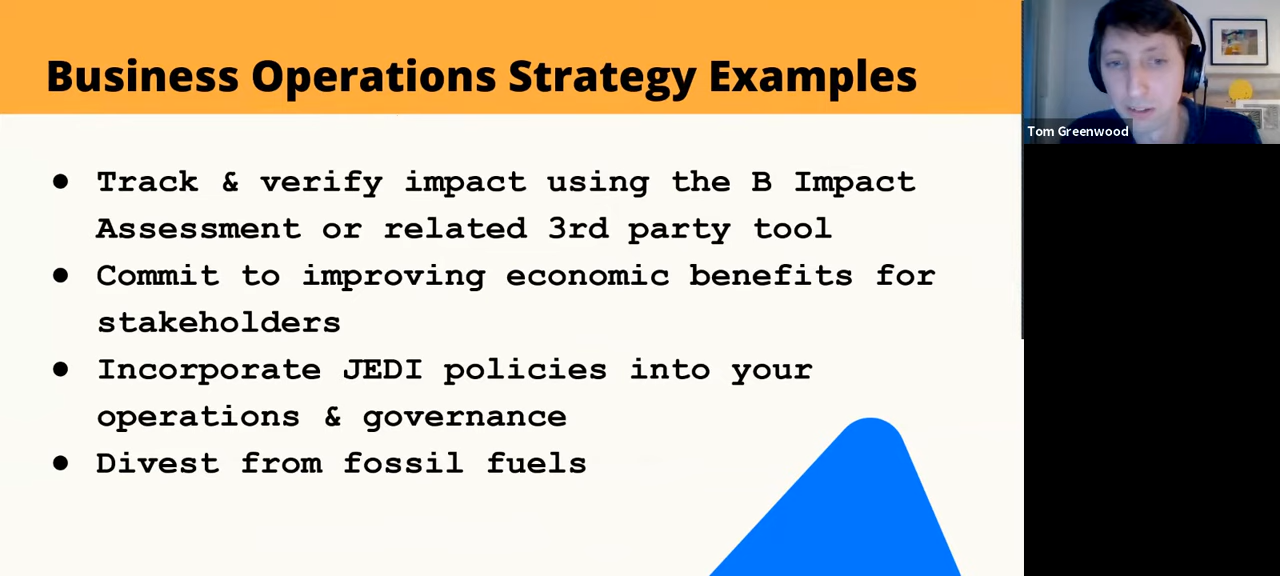 Business Operations Strategy Examples
● Track & verify impact using the B Impact
Assessment or related 3rd party tool
● Commit to improving economic benefits for
stakeholders
● Incorporate JEDI policies into your
operations & governance
● Divest from fossil fuels
Tom Greenwood